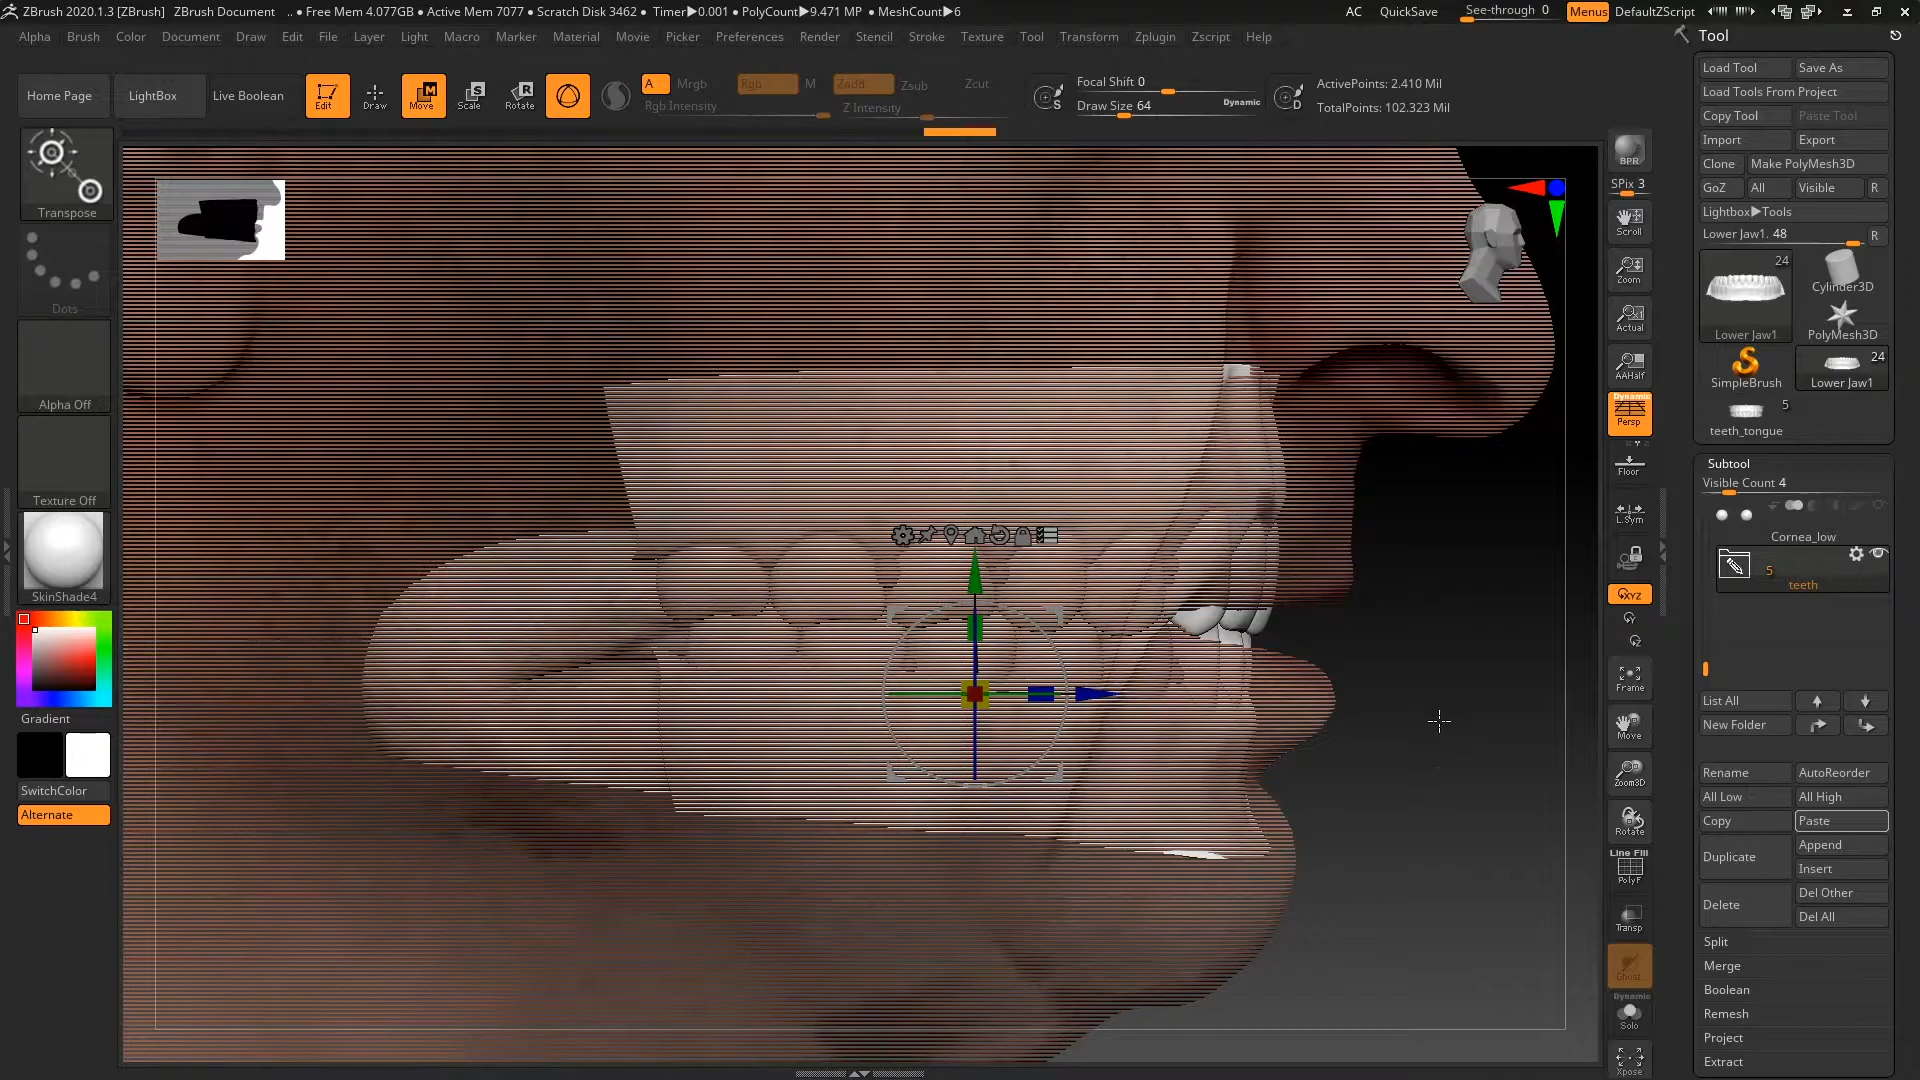 ZBrush 2020.1.3 [ZBrush] ZBrush Document .. • Free Mem 4.077GB • Active Mem 7077 • Scratch Disk 3462 • Timer▶0.001 • PolyCount▶9.471 MP • MeshCount▶6
AC QuickSave See-through 0 Menus DefaultZScript
Alpha Brush Color Document Draw Edit File Layer Light Macro Marker Material Movie Picker Preferences Render Stencil Stroke Texture Tool Transform Zplugin Zscript Help
Home Page LightBox Live Boolean Edit Draw Move Scale Rotate
A Mrgb Rgb M Zadd Zsub Zcut
Rgb Intensity Z Intensity
Focal Shift 0
Draw Size 64 Dynamic
ActivePoints: 2.410 Mil
TotalPoints: 102.323 Mil
Transpose
Dots
Alpha Off
Texture Off
SkinShade4
Gradient
SwitchColor
Alternate
BPR
SPix 3
Scroll
Zoom
Actual
AAHalf
Dynamic
Persp
Floor
L.Sym
XYZ
Frame
Move
Zoom3D
Rotate
Line Fill
PolyF
Transp
Ghost
Dynamic
Solo
Xpose
Tool
Load Tool Save As
Load Tools From Project
Copy Tool Paste Tool
Import Export
Clone Make PolyMesh3D
GoZ All Visible R
Lightbox▶Tools
Lower Jaw1. 48 R
24
Lower Jaw1
Cylinder3D
PolyMesh3D
SimpleBrush
24
Lower Jaw1
5
teeth_tongue
Subtool
Visible Count 4
Cornea_low
5
teeth
List All
New Folder
Rename AutoReorder
All Low All High
Copy Paste
Duplicate Append
Insert
Delete Del Other
Del All
Split
Merge
Boolean
Remesh
Project
Extract